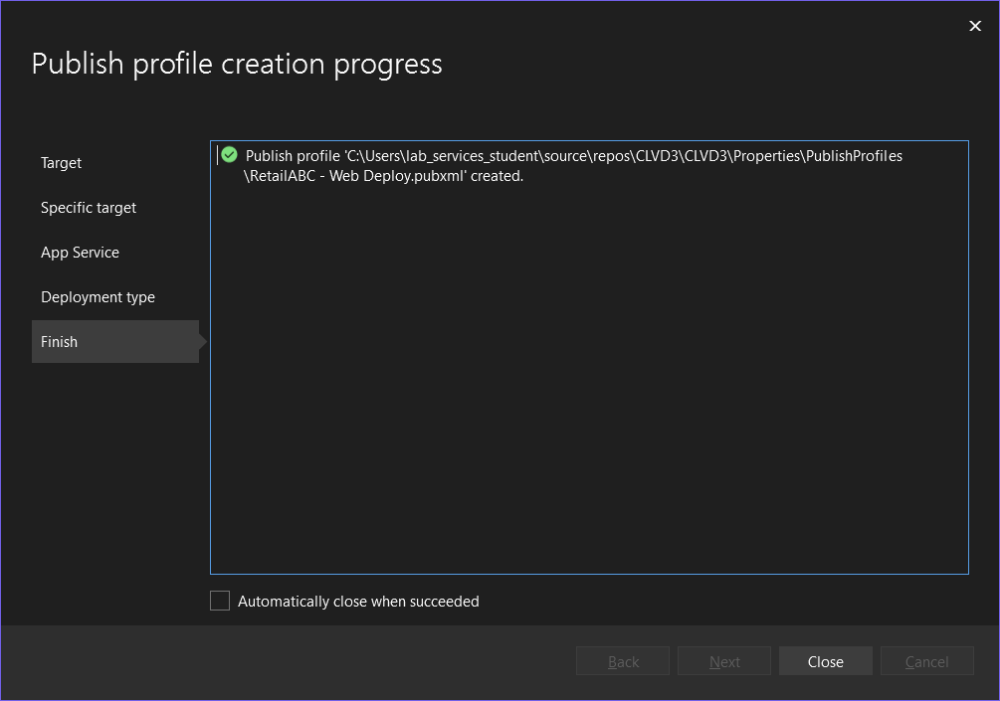 Publish profile creation progress
Target
Specific target
App Service
Deployment type
Finish
Publish profile 'C:\Users\lab_services_student\source\repos\CLVD3\CLVD3\Properties\PublishProfiles
\RetailABC - Web Deploy.pubxml' created.
Automatically close when succeeded
Back
Next
Close
Cancel